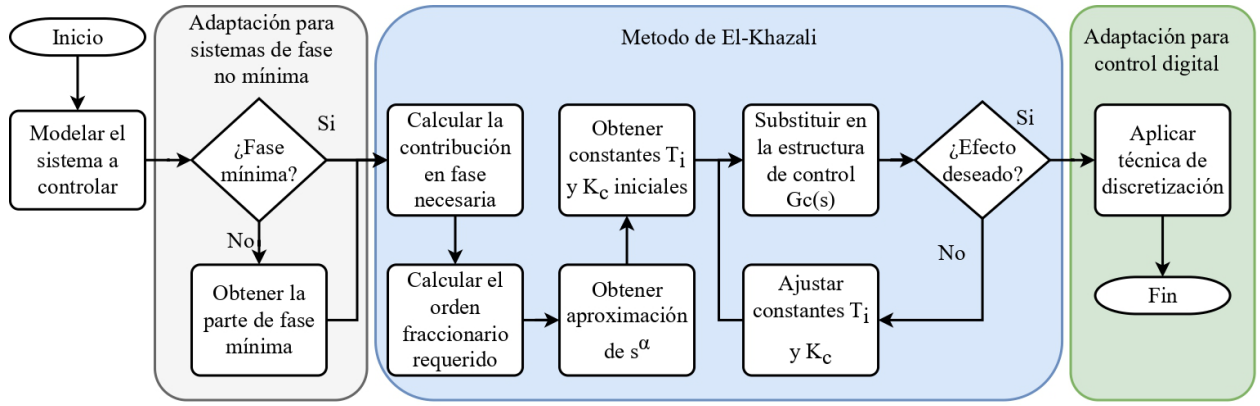 Inicio
Modelar el
sistema a
controlar
Adaptación para
sistemas de fase
no mínima
¿Fase
mínima?
Si
No
Obtener la
parte de fase
mínima
Metodo de El-Khazali
Calcular la
contribución
en fase
necesaria
Calcular el
orden
fraccionario
requerido
Obtener
aproximación
de s^α
Obtener
constantes T_i
y K_c iniciales
Substituir en
la estructura
de control
Gc(s)
¿Efecto
deseado?
Si
No
Ajustar
constantes T_i
y K_c
Adaptación para
control digital
Aplicar
técnica de
discretización
Fin